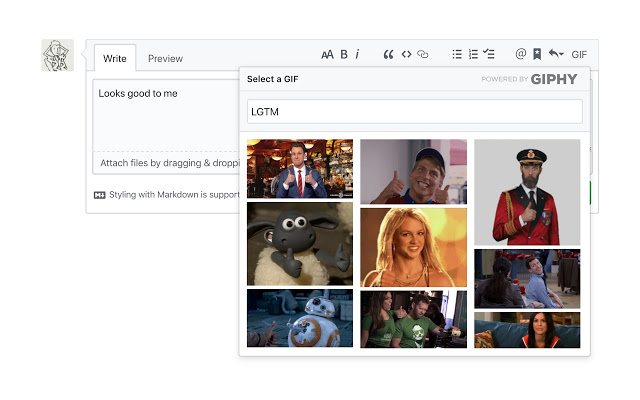 Write
Preview
AA B i
@
GIF
Select a GIF
POWERED BY GIPHY
Looks good to me
LGTM
Attach files by dragging & droppi
Styling with Markdown is support